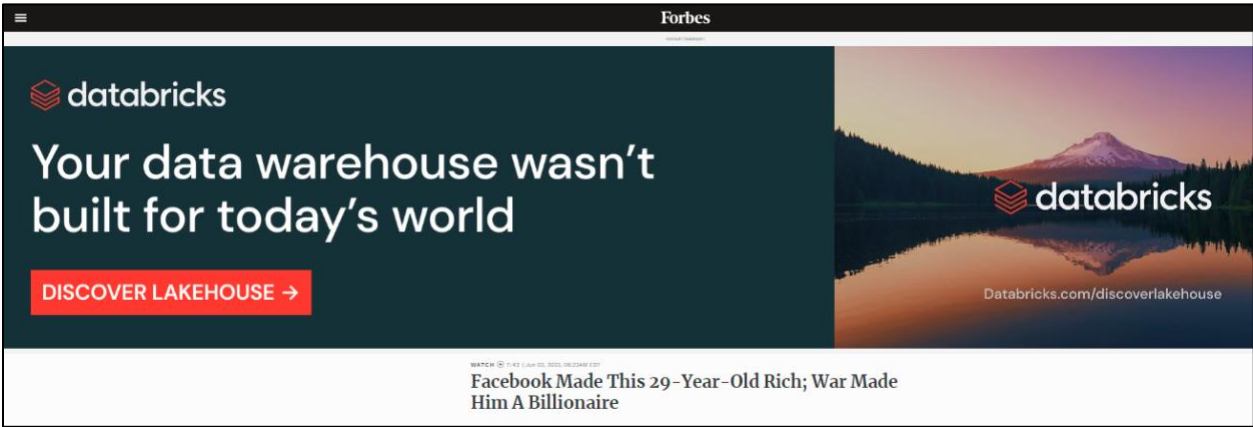 Forbes
databricks
Your data warehouse wasn't
built for today's world
DISCOVER LAKEHOUSE →
databricks
Databricks.com/discoverlakehouse
WATCH
Facebook Made This 29-Year-Old Rich; War Made
Him A Billionaire